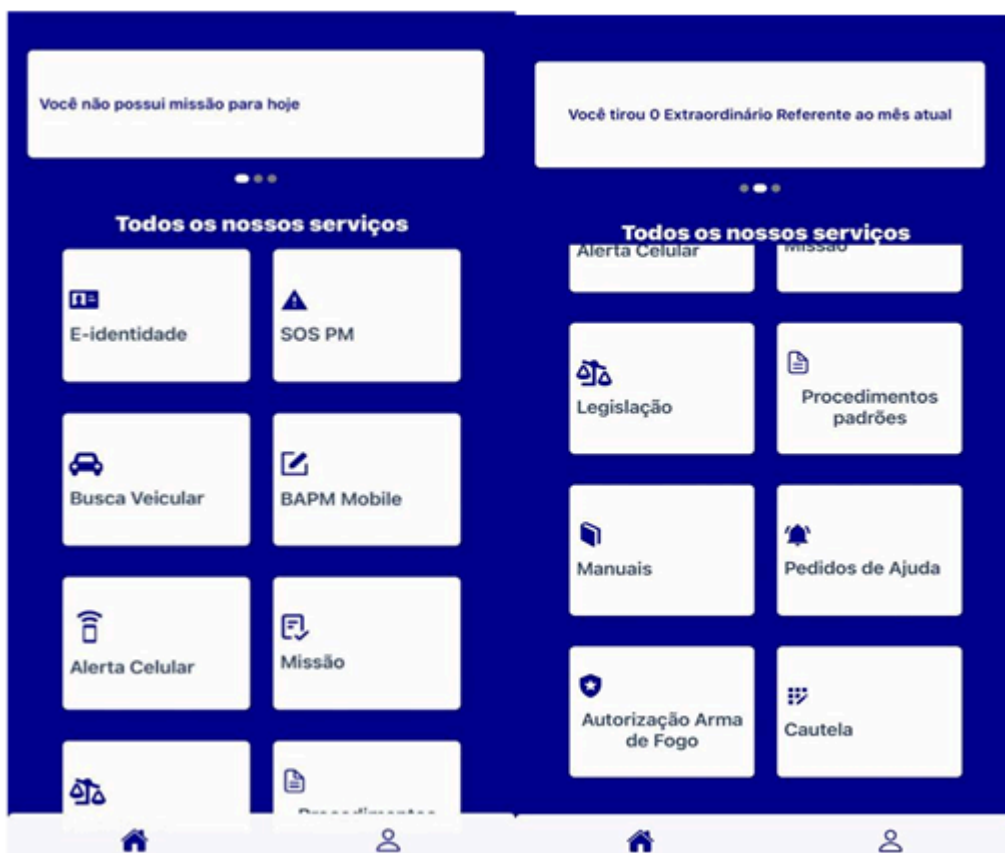 Você não possui missão para hoje
Todos os nossos serviços
E-identidade
SOS PM
Busca Veicular
BAPM Mobile
Alerta Celular
Missão
Procedimentos
Você tirou 0 Extraordinário Referente ao mês atual
Todos os nossos serviços
Alerta Celular
Missão
Legislação
Procedimentos
padrões
Manuais
Pedidos de Ajuda
Autorização Arma
de Fogo
Cautela